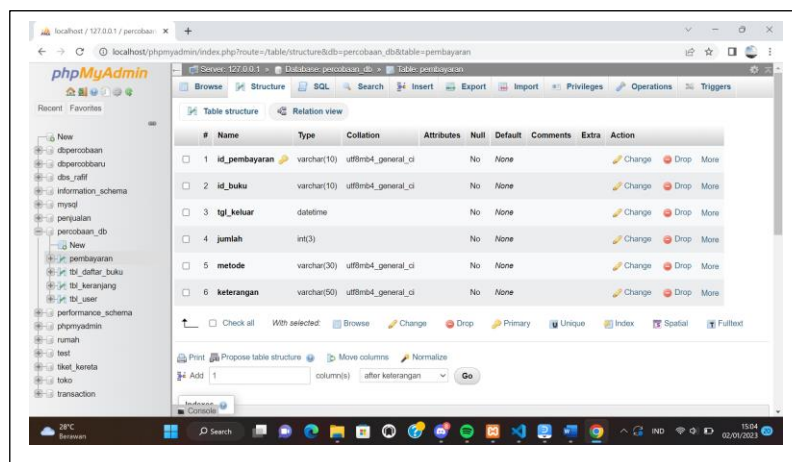 localhost / 127.0.0.1 / percobaan
localhost/phpmyadmin/index.php?route=/table/structure&db=percobaan_db&table=pembayaran
phpMyAdmin
Recent Favorites
New
dbpercobaan
dbpercobbaru
dbs_rafif
information_schema
mysql
penjualan
percobaan_db
New
pembayaran
tbl_daftar_buku
tbl_keranjang
tbl_user
performance_schema
phpmyadmin
rumah
test
tiket_kereta
toko
transaction
Server: 127.0.0.1 » Database: percobaan_db » Table: pembayaran
Browse Structure SQL Search Insert Export Import Privileges Operations Triggers
Table structure Relation view
# Name Type Collation Attributes Null Default Comments Extra Action
1 id_pembayaran varchar(10) utf8mb4_general_ci No None Change Drop More
2 id_buku varchar(10) utf8mb4_general_ci No None Change Drop More
3 tgl_keluar datetime No None Change Drop More
4 jumlah int(3) No None Change Drop More
5 metode varchar(30) utf8mb4_general_ci No None Change Drop More
6 keterangan varchar(50) utf8mb4_general_ci No None Change Drop More
Check all With selected: Browse Change Drop Primary Unique Index Spatial Fulltext
Print Propose table structure Move columns Normalize
Add 1 column(s) after keterangan Go
Indexes
Console
28°C
Berawan
Search
IND
15:04
02/01/2023